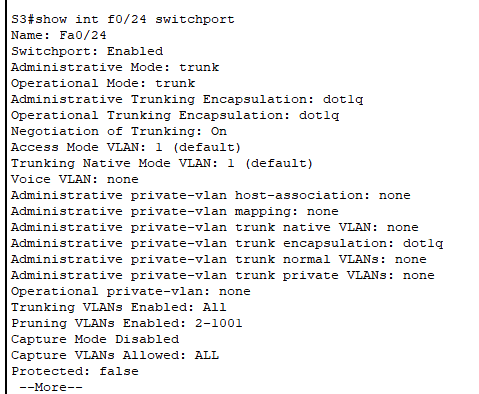 S3#show int f0/24 switchport
Name: Fa0/24
Switchport: Enabled
Administrative Mode: trunk
Operational Mode: trunk
Administrative Trunking Encapsulation: dot1q
Operational Trunking Encapsulation: dot1q
Negotiation of Trunking: On
Access Mode VLAN: 1 (default)
Trunking Native Mode VLAN: 1 (default)
Voice VLAN: none
Administrative private-vlan host-association: none
Administrative private-vlan mapping: none
Administrative private-vlan trunk native VLAN: none
Administrative private-vlan trunk encapsulation: dot1q
Administrative private-vlan trunk normal VLANs: none
Administrative private-vlan trunk private VLANs: none
Operational private-vlan: none
Trunking VLANs Enabled: All
Pruning VLANs Enabled: 2-1001
Capture Mode Disabled
Capture VLANs Allowed: ALL
Protected: false
--More--